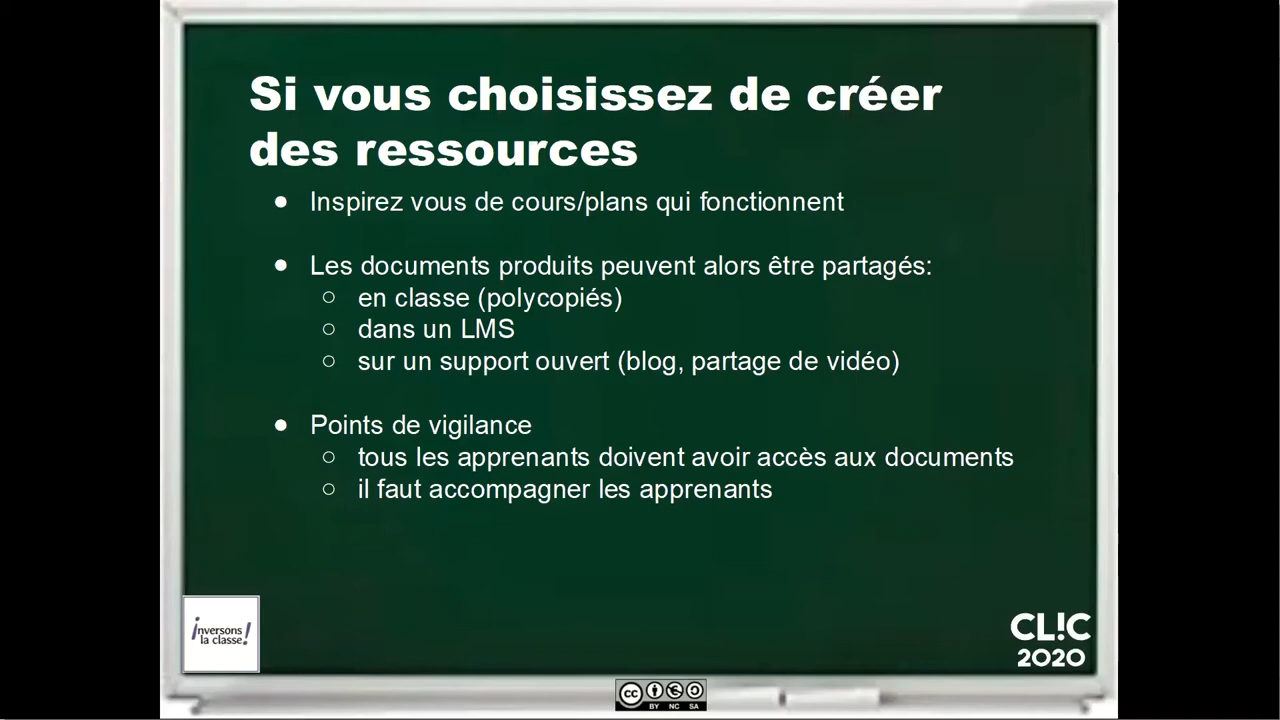 Si vous choisissez de créer
des ressources
● Inspirez vous de cours/plans qui fonctionnent
● Les documents produits peuvent alors être partagés:
○ en classe (polycopiés)
○ dans un LMS
○ sur un support ouvert (blog, partage de vidéo)
● Points de vigilance
○ tous les apprenants doivent avoir accès aux documents
○ il faut accompagner les apprenants
inversons
la classe!
CL!C
2020
cc
BY NC SA